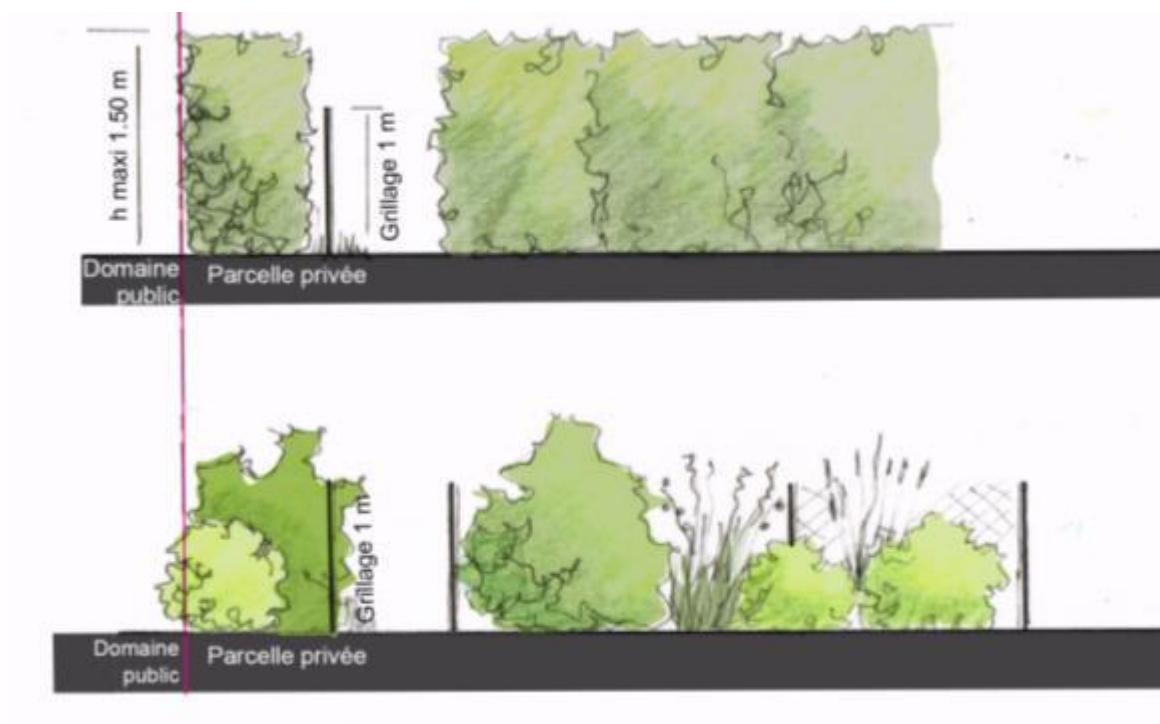 h maxi 1.50 m
Grillage 1 m
Domaine
public
Parcelle privée
Grillage 1 m
Domaine
public
Parcelle privée